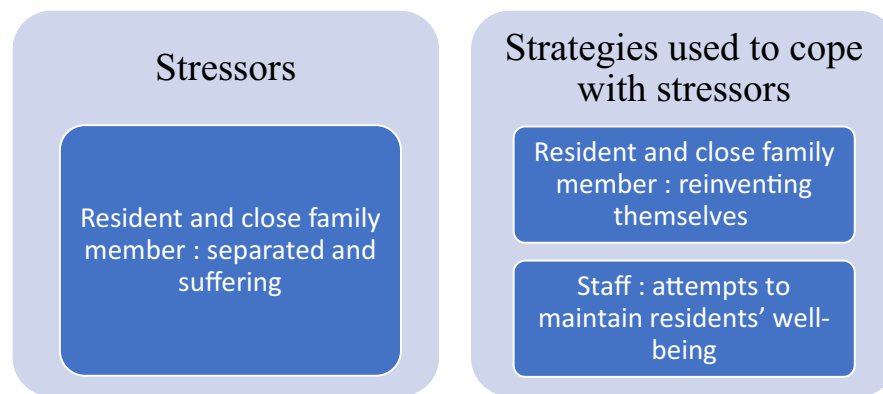 Stressors
Resident and close family
member : separated and
suffering
Strategies used to cope
with stressors
Resident and close family
member : reinventing
themselves
Staff : attempts to
maintain residents’ well-
being